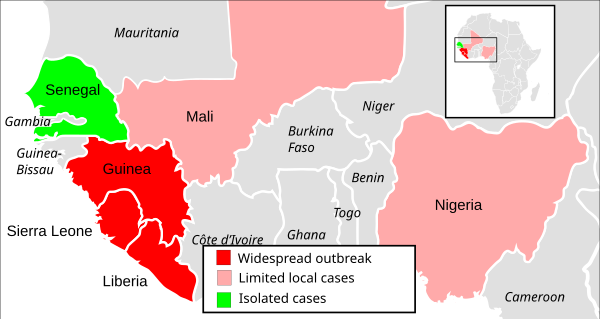 Mauritania
Senegal
Gambia
Mali
Niger
Guinea-
Bissau
Burkina
Faso
Guinea
Benin
Togo
Nigeria
Sierra Leone
Côte d'Ivoire
Ghana
Liberia
Cameroon
Widespread outbreak
Limited local cases
Isolated cases